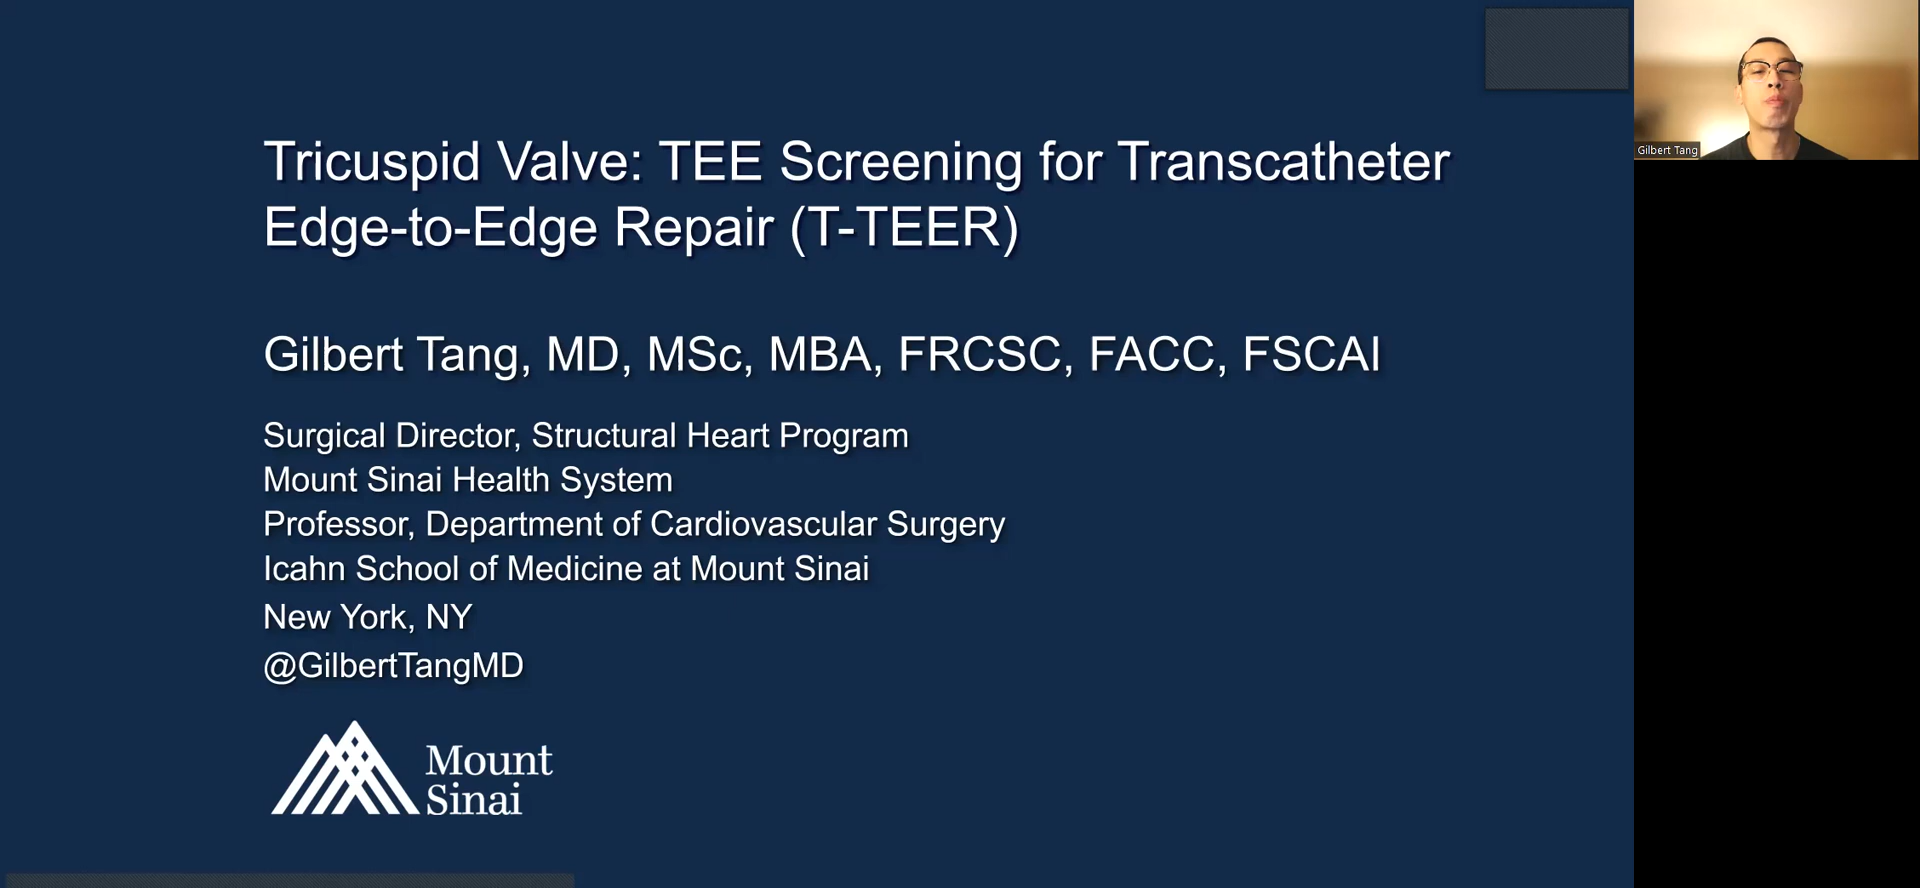 Tricuspid Valve: TEE Screening for Transcatheter
Edge-to-Edge Repair (T-TEER)
Gilbert Tang, MD, MSc, MBA, FRCSC, FACC, FSCAI
Surgical Director, Structural Heart Program
Mount Sinai Health System
Professor, Department of Cardiovascular Surgery
Icahn School of Medicine at Mount Sinai
New York, NY
@GilbertTangMD
Mount
Sinai
Gilbert Tang